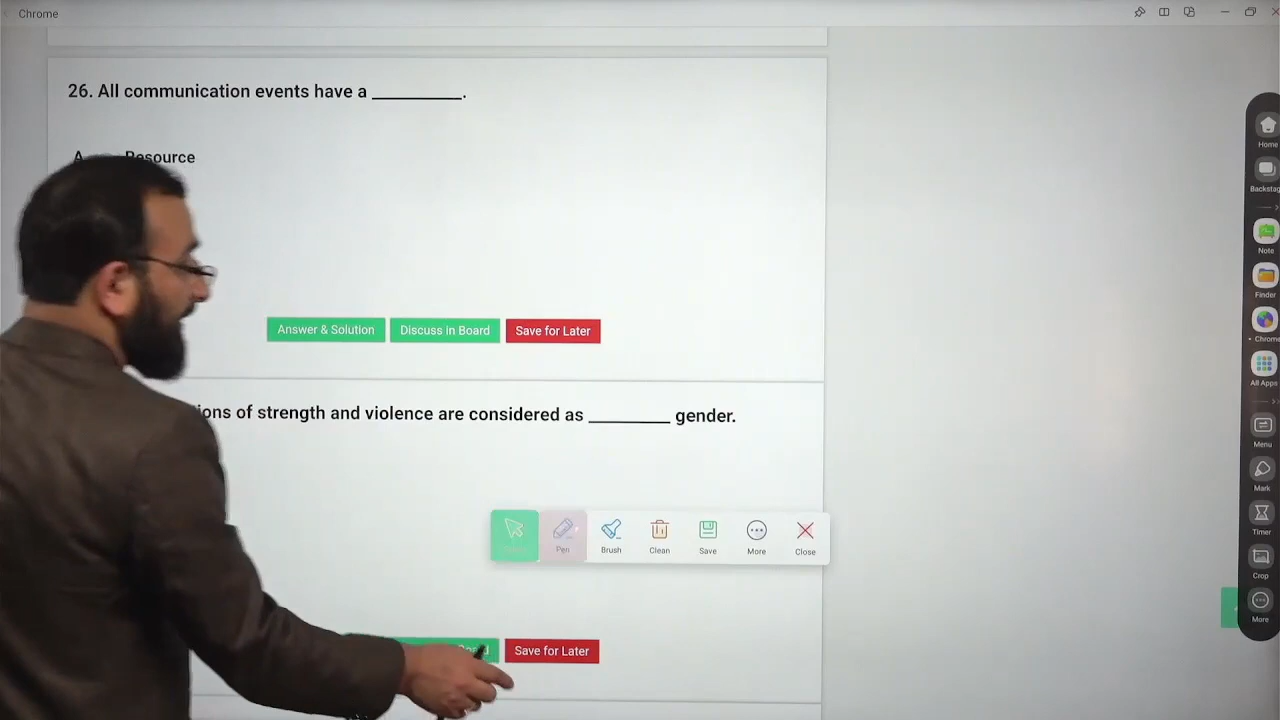 Chrome
26. All communication events have a __________.
A. Resource
Answer & Solution Discuss in Board Save for Later
of strength and violence are considered as _________ gender.
Pen Brush Clean Save More Close
Save for Later
Home
Note
Finder
Chrome
All Apps
Menu
Mark
Timer
Crop
More